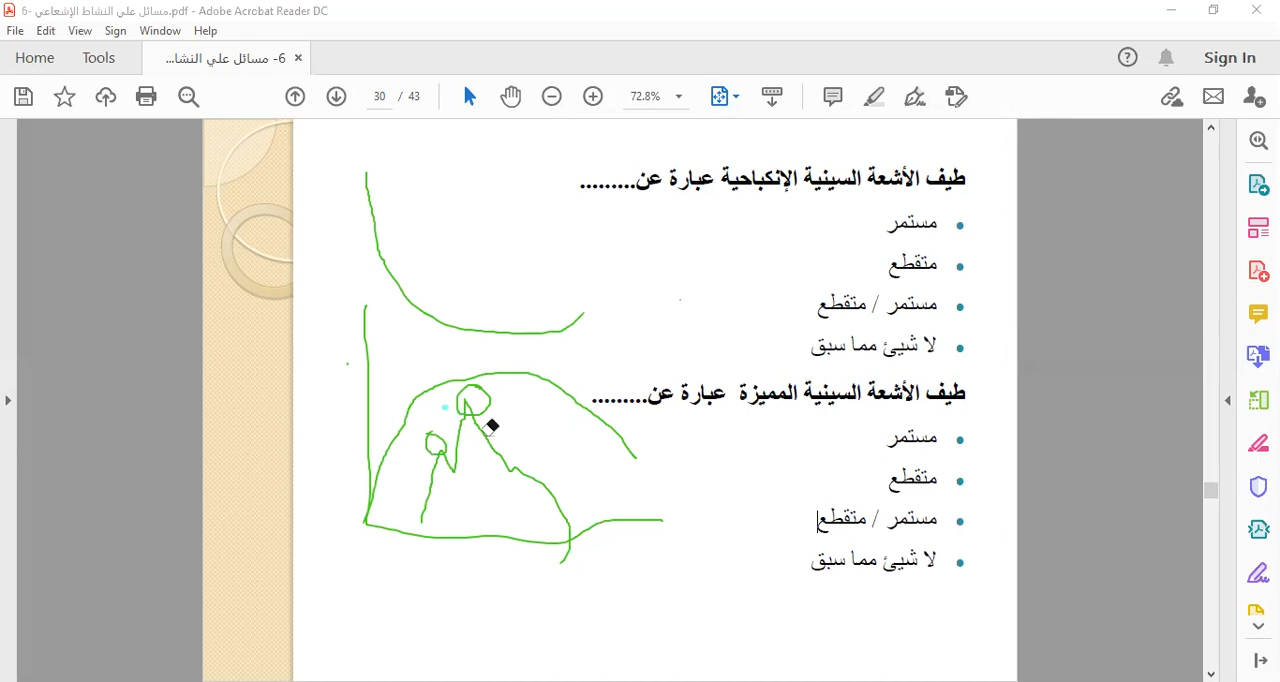 6- مسائل علي النشاط الإشعاعي.pdf - Adobe Acrobat Reader DC
File Edit View Sign Window Help
Home Tools 6- مسائل علي النشا... × Sign In
30 / 43 72.8%
طيف الأشعة السينية الإنكباحية عبارة عن.........
• مستمر
• متقطع
• مستمر / متقطع
• لا شيئ مما سبق
طيف الأشعة السينية المميزة عبارة عن.........
• مستمر
• متقطع
• مستمر / متقطع
• لا شيئ مما سبق